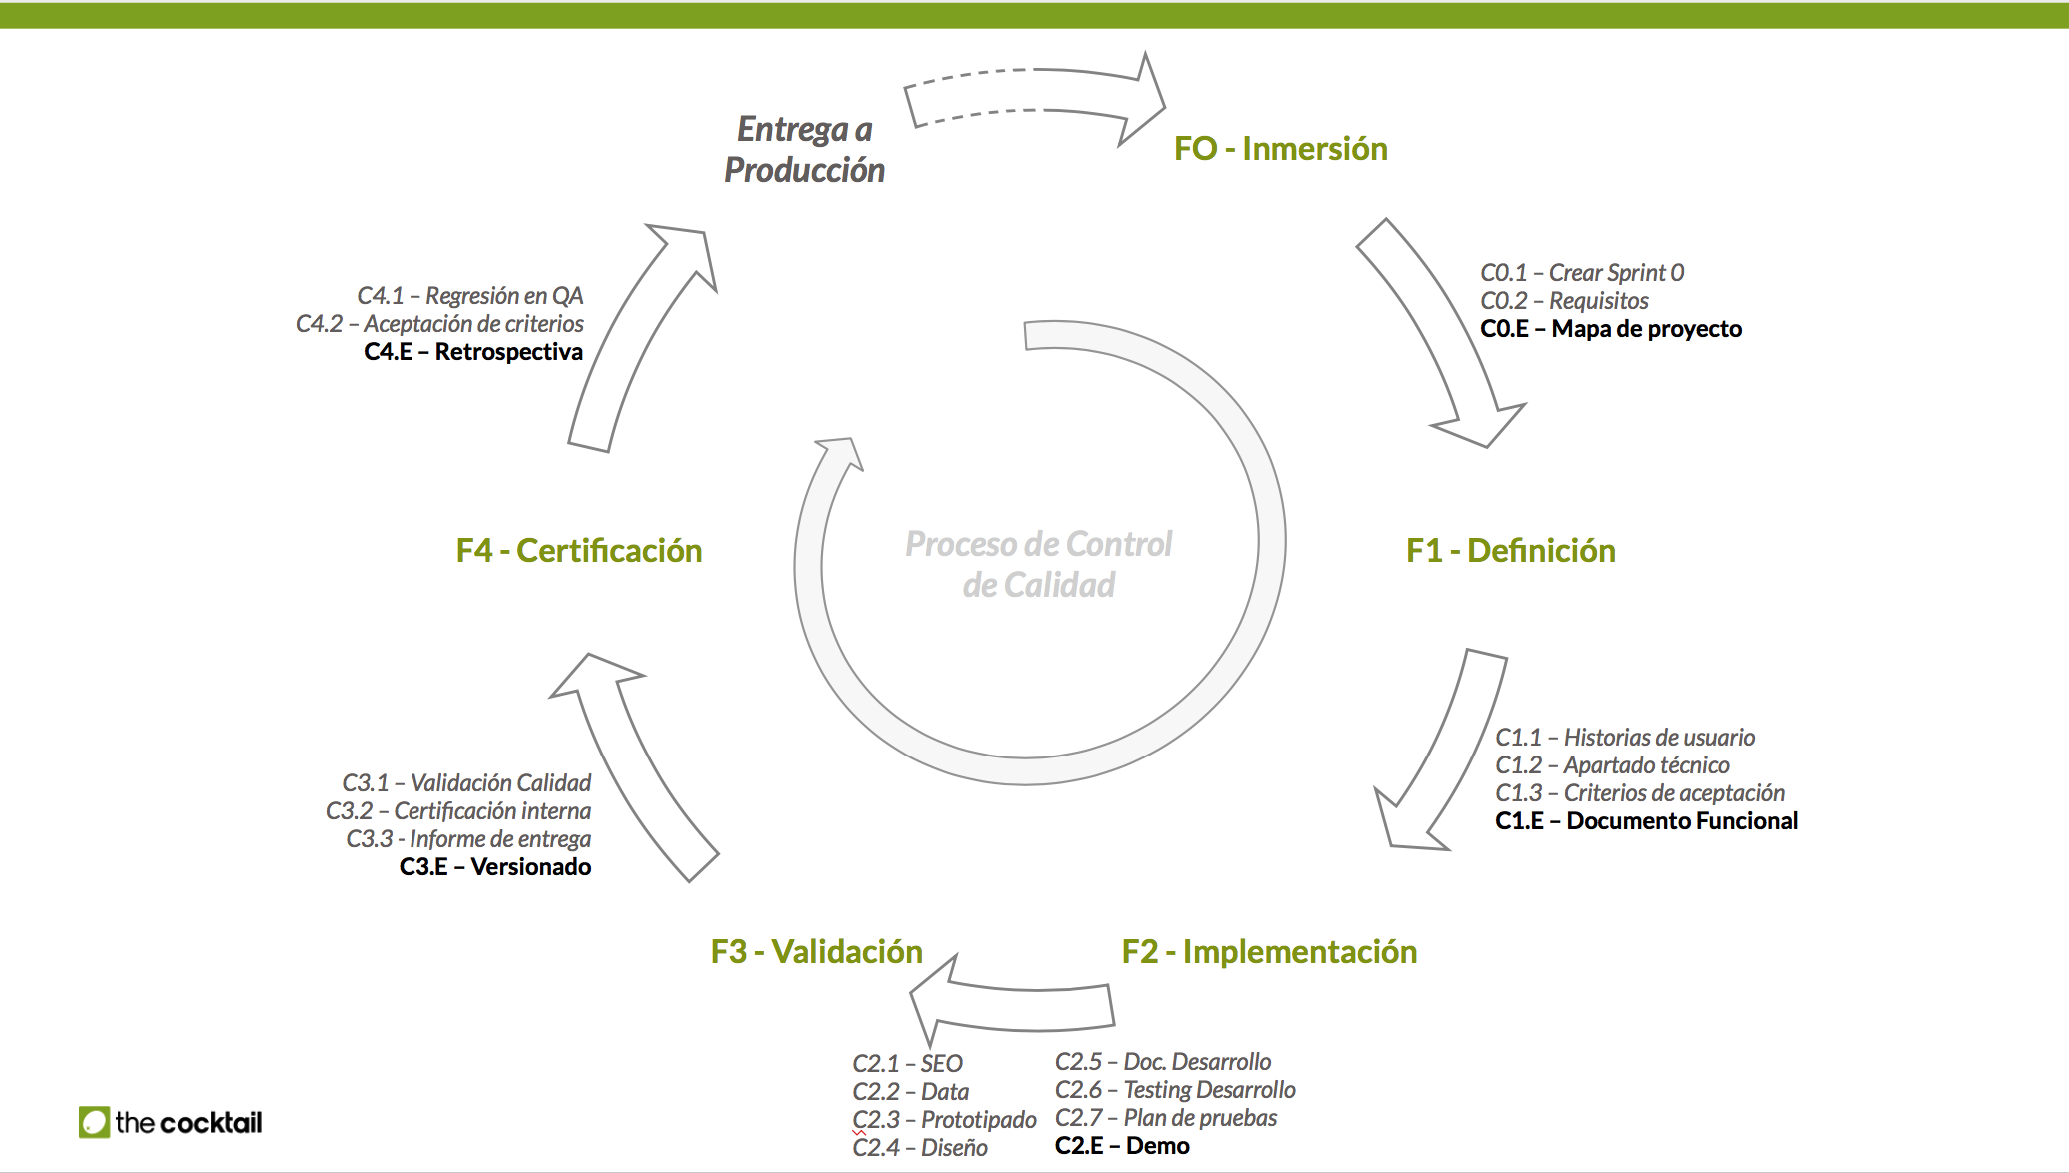 Entrega a
Producción
FO - Inmersión
C0.1 – Crear Sprint 0
C0.2 – Requisitos
C0.E – Mapa de proyecto
F1 - Definición
C1.1 – Historias de usuario
C1.2 – Apartado técnico
C1.3 – Criterios de aceptación
C1.E – Documento Funcional
F2 - Implementación
C2.1 – SEO
C2.2 – Data
C2.3 – Prototipado
C2.4 – Diseño
C2.5 – Doc. Desarrollo
C2.6 – Testing Desarrollo
C2.7 – Plan de pruebas
C2.E – Demo
F3 - Validación
C3.1 – Validación Calidad
C3.2 – Certificación interna
C3.3 - Informe de entrega
C3.E – Versionado
F4 - Certificación
C4.1 – Regresión en QA
C4.2 – Aceptación de criterios
C4.E – Retrospectiva
Proceso de Control
de Calidad
the cocktail